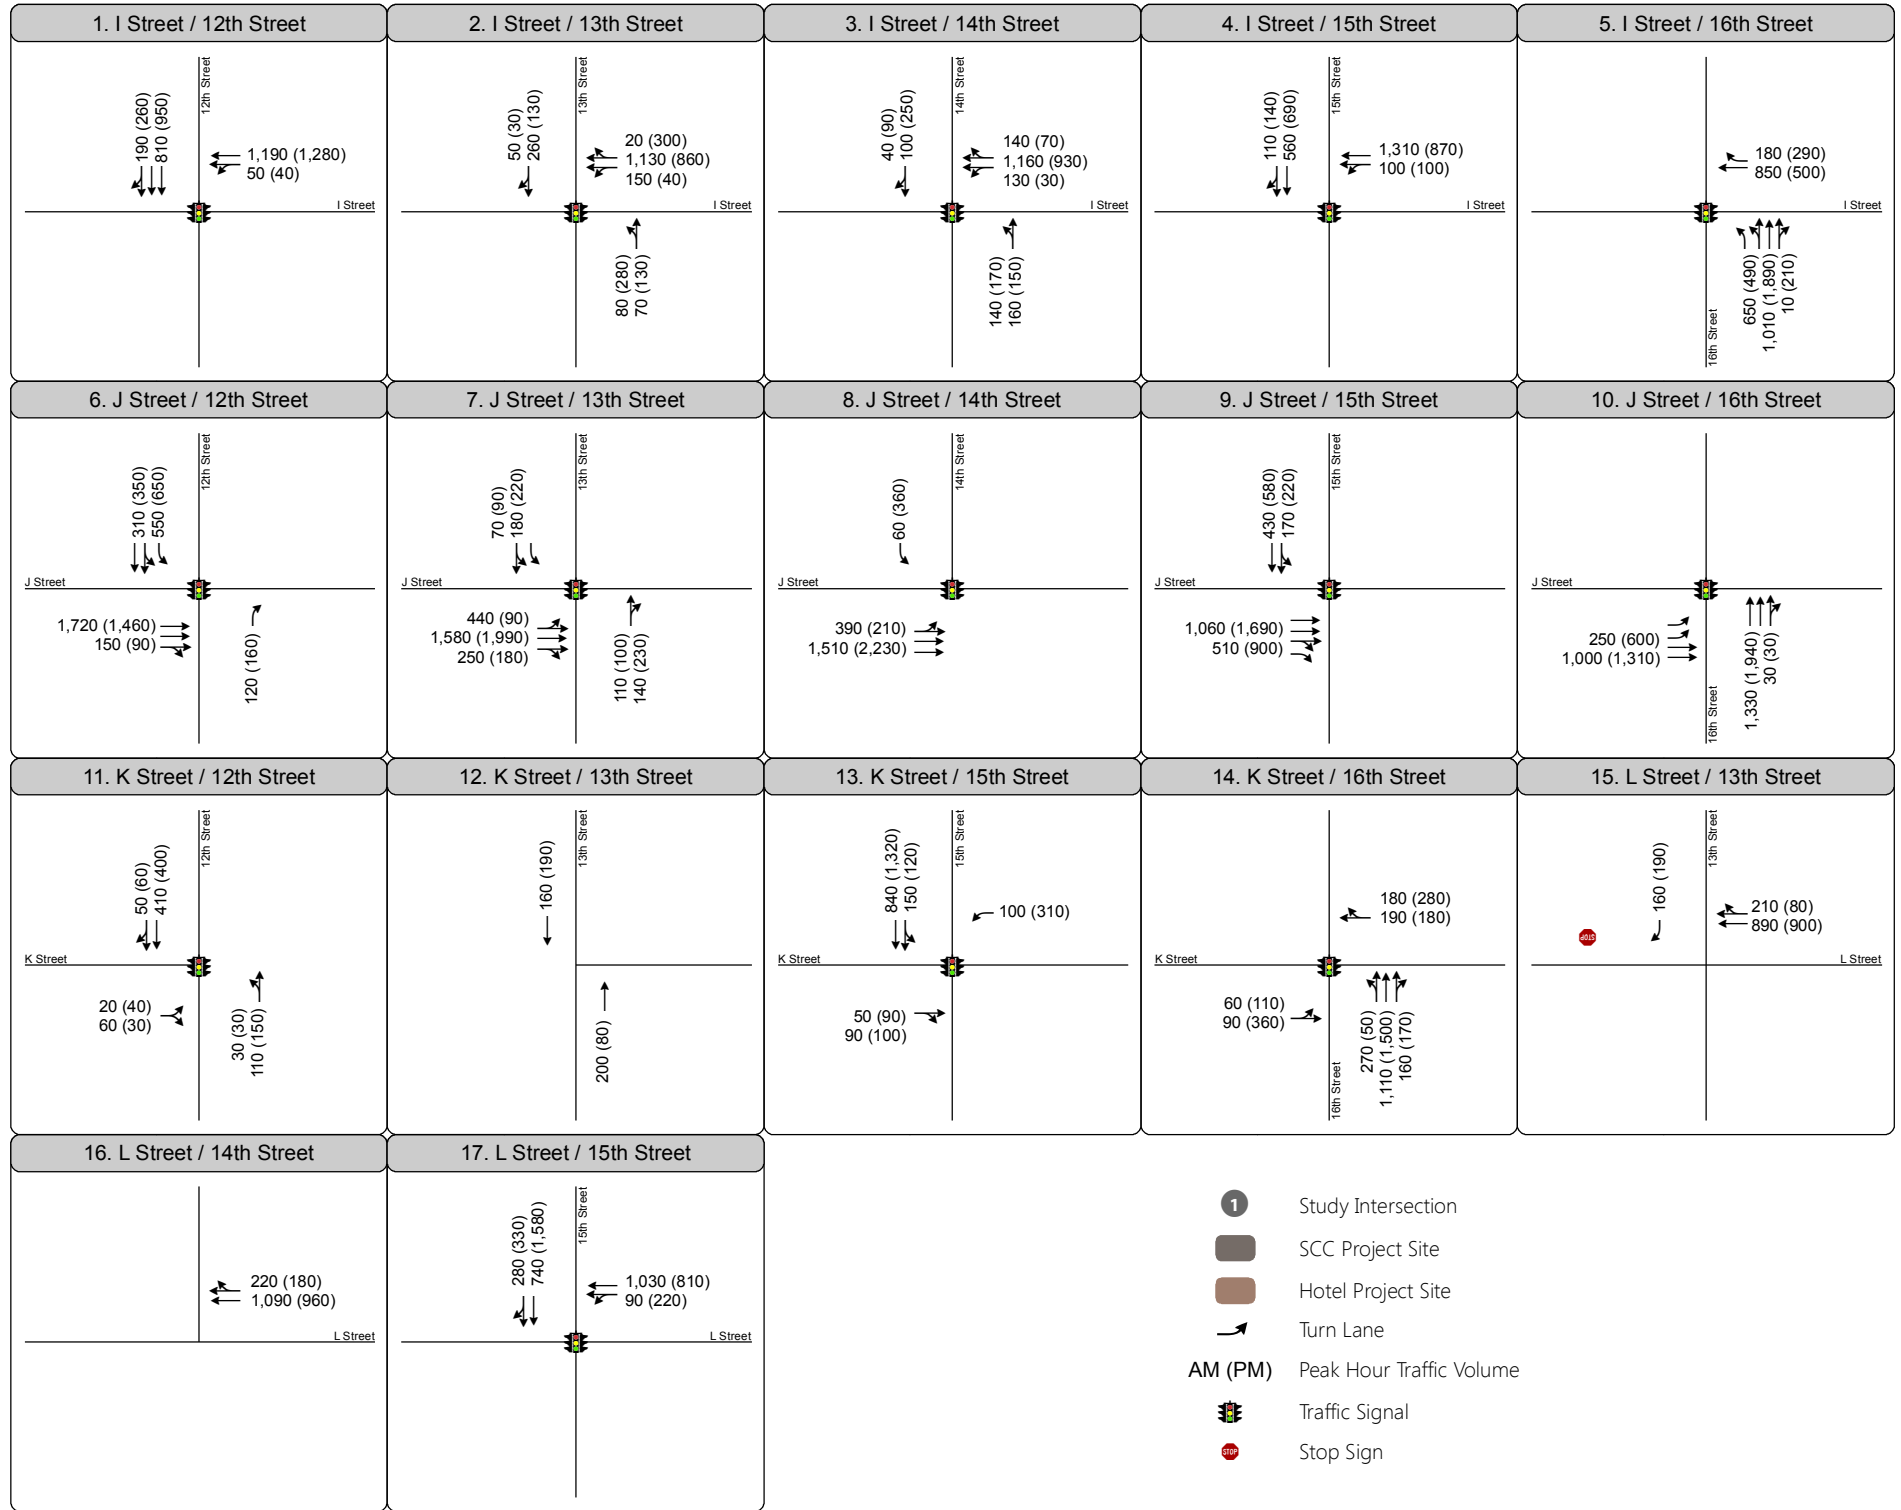 1. I Street / 12th Street
190 (260)
810 (950)
12th Street
1,190 (1,280)
50 (40)
I Street
2. I Street / 13th Street
50 (30)
260 (130)
13th Street
20 (300)
1,130 (860)
150 (40)
I Street
80 (280)
70 (130)
3. I Street / 14th Street
40 (90)
100 (250)
14th Street
140 (70)
1,160 (930)
130 (30)
I Street
140 (170)
160 (150)
4. I Street / 15th Street
110 (140)
560 (690)
15th Street
1,310 (870)
100 (100)
I Street
5. I Street / 16th Street
180 (290)
850 (500)
I Street
650 (490)
1,010 (1,890)
10 (210)
16th Street
6. J Street / 12th Street
310 (350)
550 (650)
12th Street
J Street
1,720 (1,460)
150 (90)
120 (160)
7. J Street / 13th Street
70 (90)
180 (220)
13th Street
J Street
440 (90)
1,580 (1,990)
250 (180)
110 (100)
140 (230)
8. J Street / 14th Street
60 (360)
14th Street
J Street
390 (210)
1,510 (2,230)
9. J Street / 15th Street
430 (580)
170 (220)
15th Street
J Street
1,060 (1,690)
510 (900)
10. J Street / 16th Street
J Street
250 (600)
1,000 (1,310)
16th Street
1,330 (1,940)
30 (30)
11. K Street / 12th Street
50 (60)
410 (400)
12th Street
K Street
20 (40)
60 (30)
30 (30)
110 (150)
12. K Street / 13th Street
160 (190)
13th Street
200 (80)
13. K Street / 15th Street
840 (1,320)
150 (120)
15th Street
100 (310)
K Street
50 (90)
90 (100)
14. K Street / 16th Street
180 (280)
190 (180)
K Street
60 (110)
90 (360)
16th Street
270 (50)
1,110 (1,500)
160 (170)
15. L Street / 13th Street
160 (190)
13th Street
210 (80)
890 (900)
STOP
L Street
16. L Street / 14th Street
220 (180)
1,090 (960)
L Street
17. L Street / 15th Street
280 (330)
740 (1,580)
15th Street
1,030 (810)
90 (220)
L Street
1 Study Intersection
SCC Project Site
Hotel Project Site
Turn Lane
AM (PM) Peak Hour Traffic Volume
Traffic Signal
STOP Stop Sign